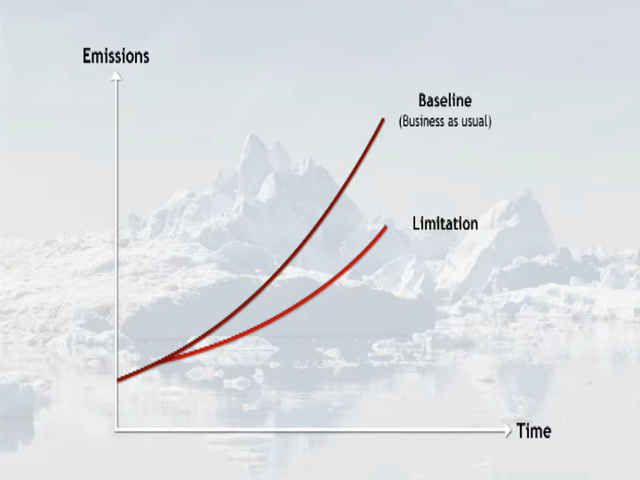 Emissions
Baseline
(Business as usual)
Limitation
Time